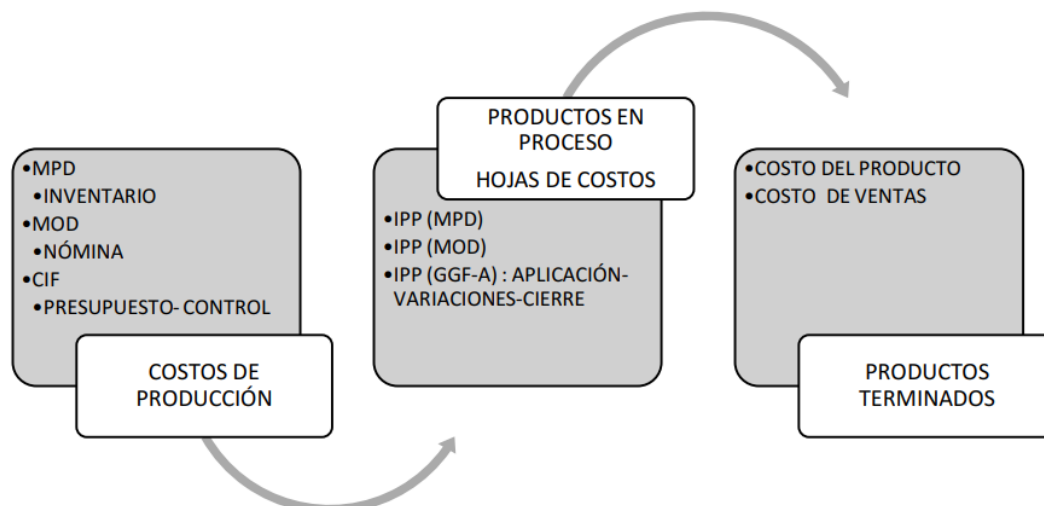 •MPD
•INVENTARIO
•MOD
•NÓMINA
•CIF
•PRESUPUESTO- CONTROL
COSTOS DE
PRODUCCIÓN
PRODUCTOS EN
PROCESO
HOJAS DE COSTOS
•IPP (MPD)
•IPP (MOD)
•IPP (GGF-A) : APLICACIÓN-
VARIACIONES-CIERRE
•COSTO DEL PRODUCTO
•COSTO DE VENTAS
PRODUCTOS
TERMINADOS